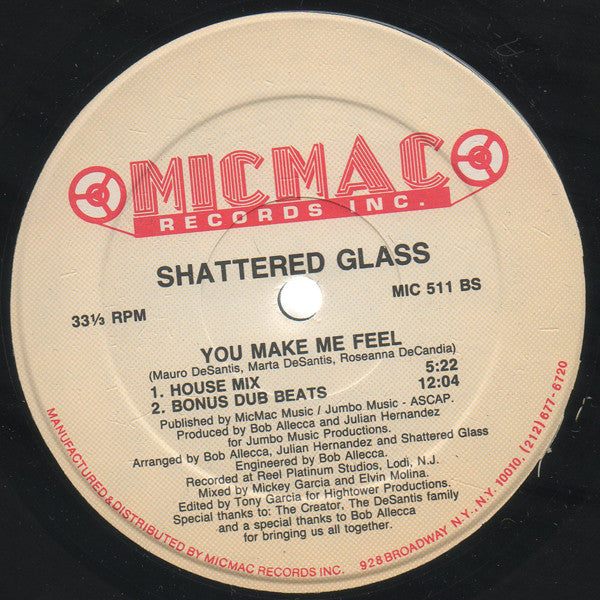 MICMAC
RECORDS INC.
SHATTERED GLASS
33⅓ RPM
MIC 511 BS
YOU MAKE ME FEEL
(Mauro DeSantis, Marta DeSantis, Roseanna DeCandia)
1. HOUSE MIX 5:22
2. BONUS DUB BEATS 12:04
Published by MicMac Music / Jumbo Music - ASCAP.
Produced by Bob Allecca and Julian Hernandez
for Jumbo Music Productions.
Arranged by Bob Allecca, Julian Hernandez and Shattered Glass
Engineered by Bob Allecca.
Recorded at Reel Platinum Studios, Lodi, N.J.
Mixed by Mickey Garcia and Elvin Molina.
Edited by Tony Garcia for Hightower Productions.
Special thanks to: The Creator, The DeSantis family
and a special thanks to Bob Allecca
for bringing us all together.
MANUFACTURED & DISTRIBUTED BY MICMAC RECORDS INC. 928 BROADWAY N.Y., N.Y. 10010. (212) 677-6720